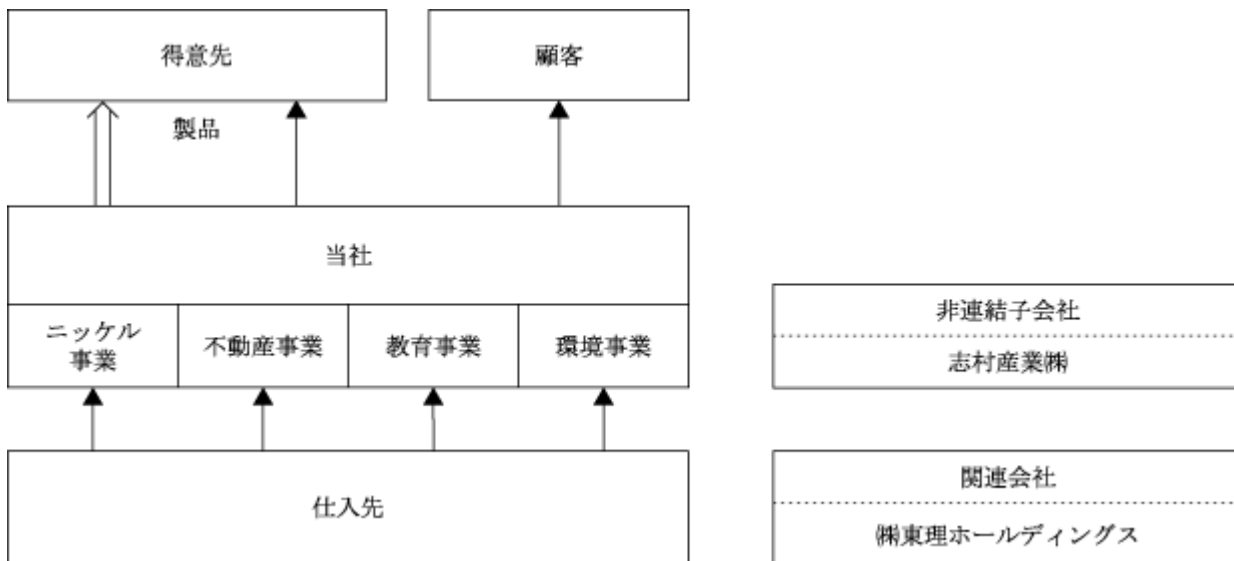 得意先
顧客
製品
当社
ニッケル
事業
不動産事業
教育事業
環境事業
仕入先
非連結子会社
志村産業㈱
関連会社
㈱東理ホールディングス